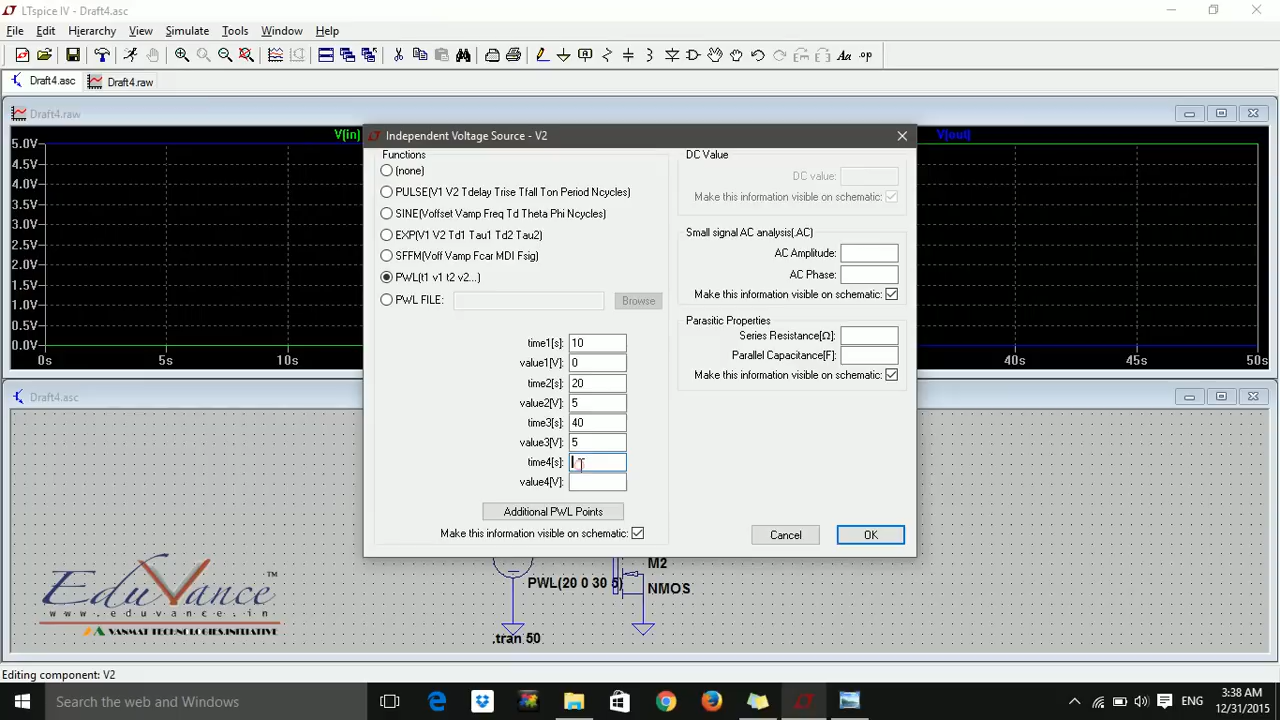 LTspice IV - Draft4.asc
File Edit Hierarchy View Simulate Tools Window Help
Draft4.asc Draft4.raw
Draft4.raw
V(in) V(out)
5.0V
4.5V
4.0V
3.5V
3.0V
2.5V
2.0V
1.5V
1.0V
0.5V
0.0V
0s 5s 10s 40s 45s 50s
Independent Voltage Source - V2
Functions
(none)
PULSE(V1 V2 Tdelay Trise Tfall Ton Period Ncycles)
SINE(Voffset Vamp Freq Td Theta Phi Ncycles)
EXP(V1 V2 Td1 Tau1 Td2 Tau2)
SFFM(Voff Vamp Fcar MDI Fsig)
PWL(t1 v1 t2 v2...)
PWL FILE: Browse
time1[s]: 10
value1[V]: 0
time2[s]: 20
value2[V]: 5
time3[s]: 40
value3[V]: 5
time4[s]:
value4[V]:
Additional PWL Points
Make this information visible on schematic:
DC Value
DC value:
Make this information visible on schematic:
Small signal AC analysis(.AC)
AC Amplitude:
AC Phase:
Make this information visible on schematic:
Parasitic Properties
Series Resistance[Ω]:
Parallel Capacitance[F]:
Make this information visible on schematic:
Cancel OK
Draft4.asc
M2
PWL(20 0 30 5)
NMOS
.tran 50
EduVance™
www.eduvance.in
VANMAT TECHNOLOGIES INITIATIVE
Editing component: V2
Search the web and Windows
ENG
3:38 AM
12/31/2015